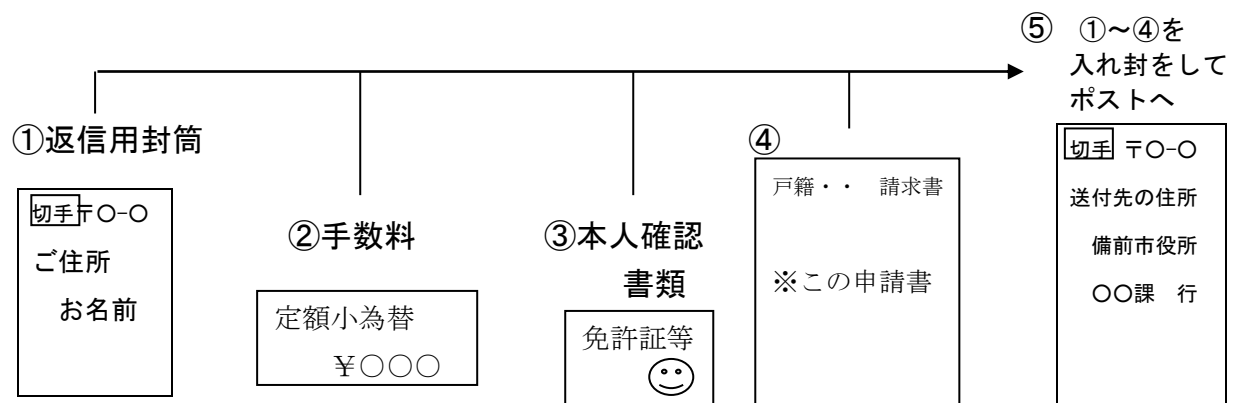 ⑤ ①~④を
入れ封をして
ポストへ
①返信用封筒
切手〒○-○
ご住所
お名前
②手数料
定額小為替
￥○○○
③本人確認
書類
免許証等
④
戸籍・・ 請求書
※この申請書
切手 〒○-○
送付先の住所
備前市役所
○○課 行